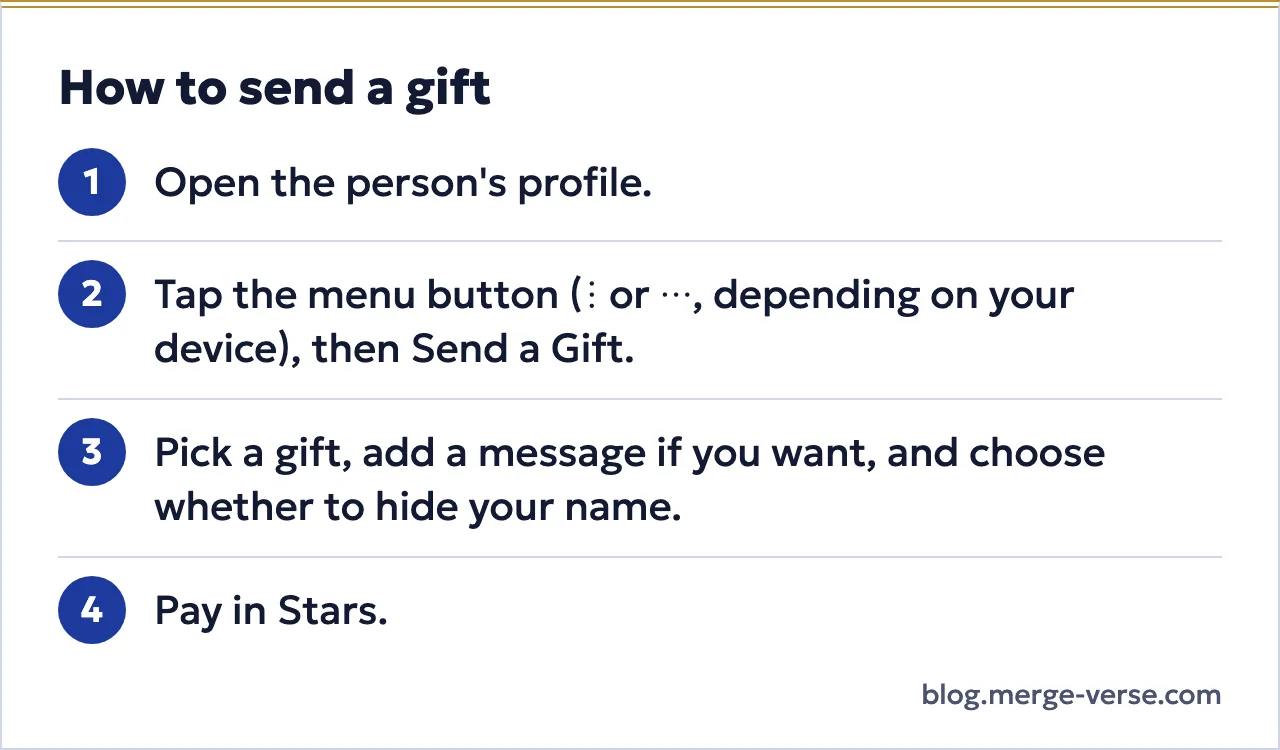 How to send a gift
1 Open the person's profile.
2 Tap the menu button (⋮ or ⋯, depending on your
device), then Send a Gift.
3 Pick a gift, add a message if you want, and choose
whether to hide your name.
4 Pay in Stars.
blog.merge-verse.com